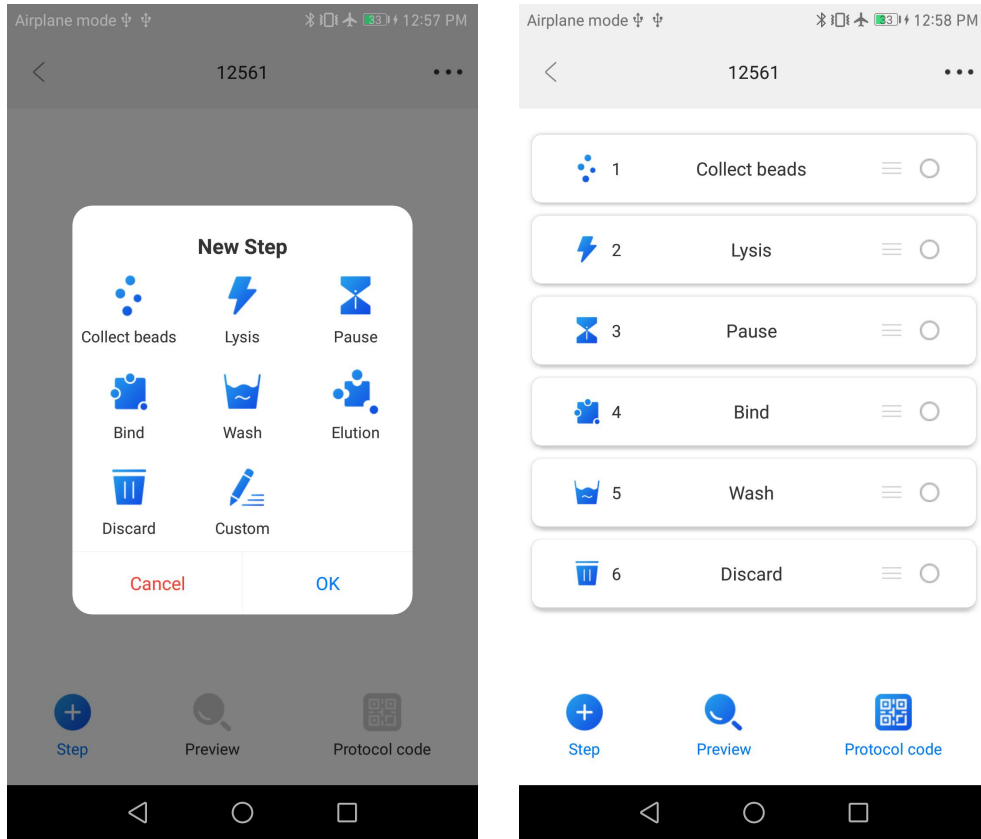 Airplane mode 33 12:57 PM
12561
New Step
Collect beads Lysis Pause
Bind Wash Elution
Discard Custom
Cancel OK
Step Preview Protocol code
Airplane mode 33 12:58 PM
12561
1 Collect beads
2 Lysis
3 Pause
4 Bind
5 Wash
6 Discard
Step Preview Protocol code